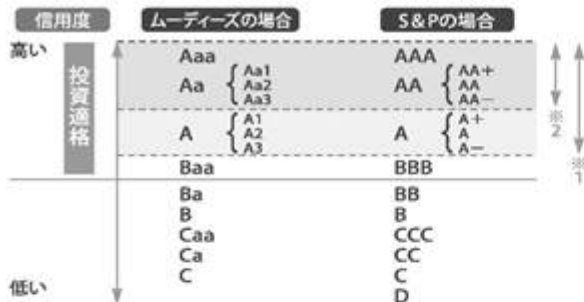 信用度 ムーディーズの場合 S&Pの場合
高い
投資適格
Aaa AAA
Aa Aa1 Aa2 Aa3 AA AA+ AA AA−
※2
A A1 A2 A3 A A+ A A−
※1
Baa BBB
Ba BB
B B
Caa CCC
Ca CC
C C
低い D